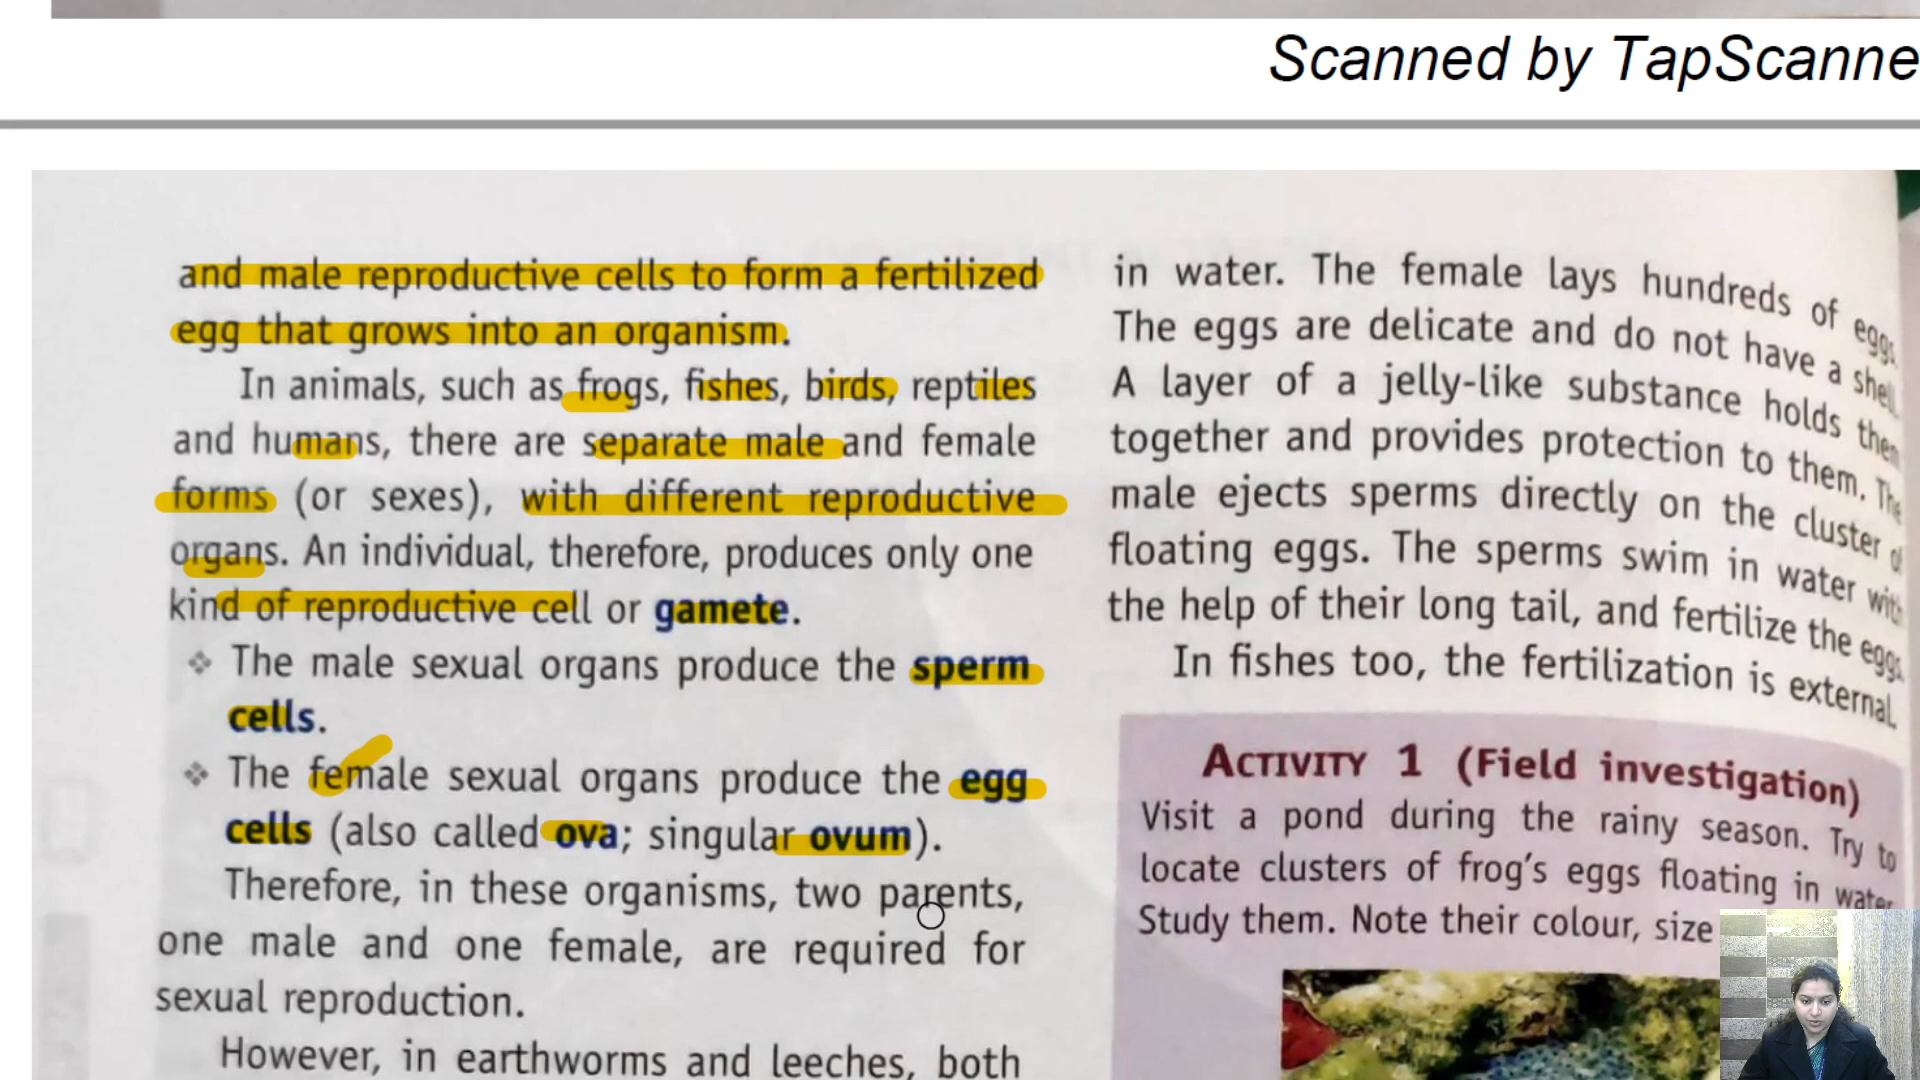 Scanned by TapScanne
and male reproductive cells to form a fertilized
egg that grows into an organism.
In animals, such as frogs, fishes, birds, reptiles
and humans, there are separate male and female
forms (or sexes), with different reproductive
organs. An individual, therefore, produces only one
kind of reproductive cell or gamete.
❖ The male sexual organs produce the sperm
cells.
❖ The female sexual organs produce the egg
cells (also called ova; singular ovum).
Therefore, in these organisms, two parents,
one male and one female, are required for
sexual reproduction.
However, in earthworms and leeches, both
in water. The female lays hundreds of eggs.
The eggs are delicate and do not have a shell.
A layer of a jelly-like substance holds them
together and provides protection to them. The
male ejects sperms directly on the cluster of
floating eggs. The sperms swim in water with
the help of their long tail, and fertilize the eggs.
In fishes too, the fertilization is external.
ACTIVITY 1 (Field investigation)
Visit a pond during the rainy season. Try to
locate clusters of frog's eggs floating in water.
Study them. Note their colour, size